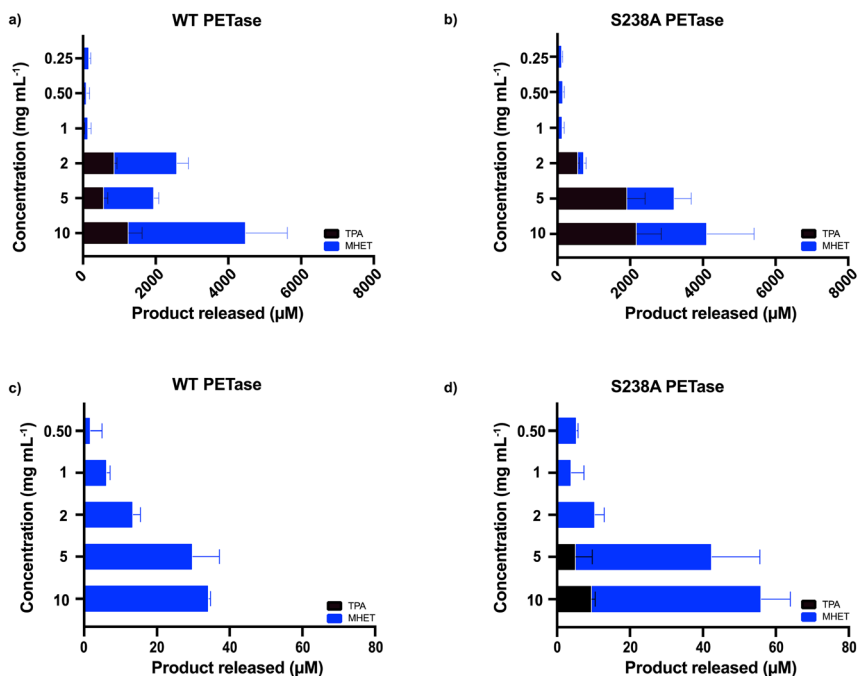 a)
WT PETase
Concentration (mg mL⁻¹)
0.25
0.50
1
2
5
10
TPA
MHET
0
2000
4000
6000
8000
Product released (µM)
b)
S238A PETase
Concentration (mg mL⁻¹)
0.25
0.50
1
2
5
10
TPA
MHET
0
2000
4000
6000
8000
Product released (µM)
c)
WT PETase
Concentration (mg mL⁻¹)
0.50
1
2
5
10
TPA
MHET
0 20 40 60 80
Product released (µM)
d)
S238A PETase
Concentration (mg mL⁻¹)
0.50
1
2
5
10
TPA
MHET
0 20 40 60 80
Product released (µM)